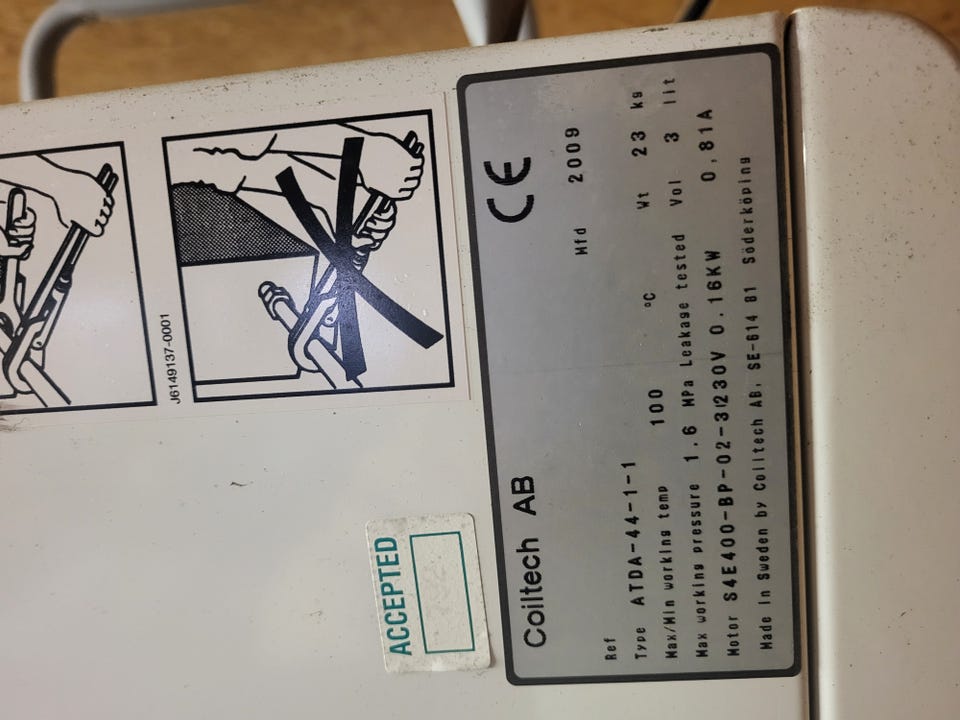 J6149137-0001
ACCEPTED
CE
Coiltech AB
Ref Mfd 2009
Type ATDA-44-1-1 Wt 23 kg
Max/Min working temp 100 °C Vol 3 lit
Max working pressure 1.6 MPa Leakage tested
Motor S4E400-BP-02-3|230V 0.16KW 0,81A
Made in Sweden by Coiltech AB, SE-614 81 Söderköping